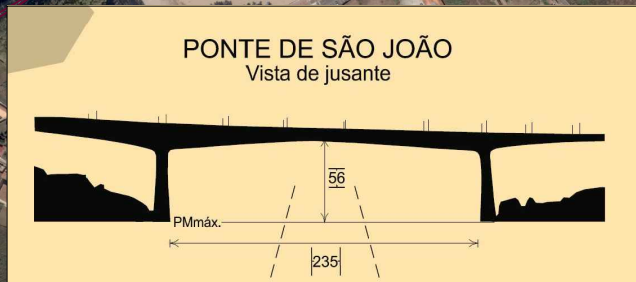 PONTE DE SÃO JOÃO
Vista de jusante
56
PMmáx.
235